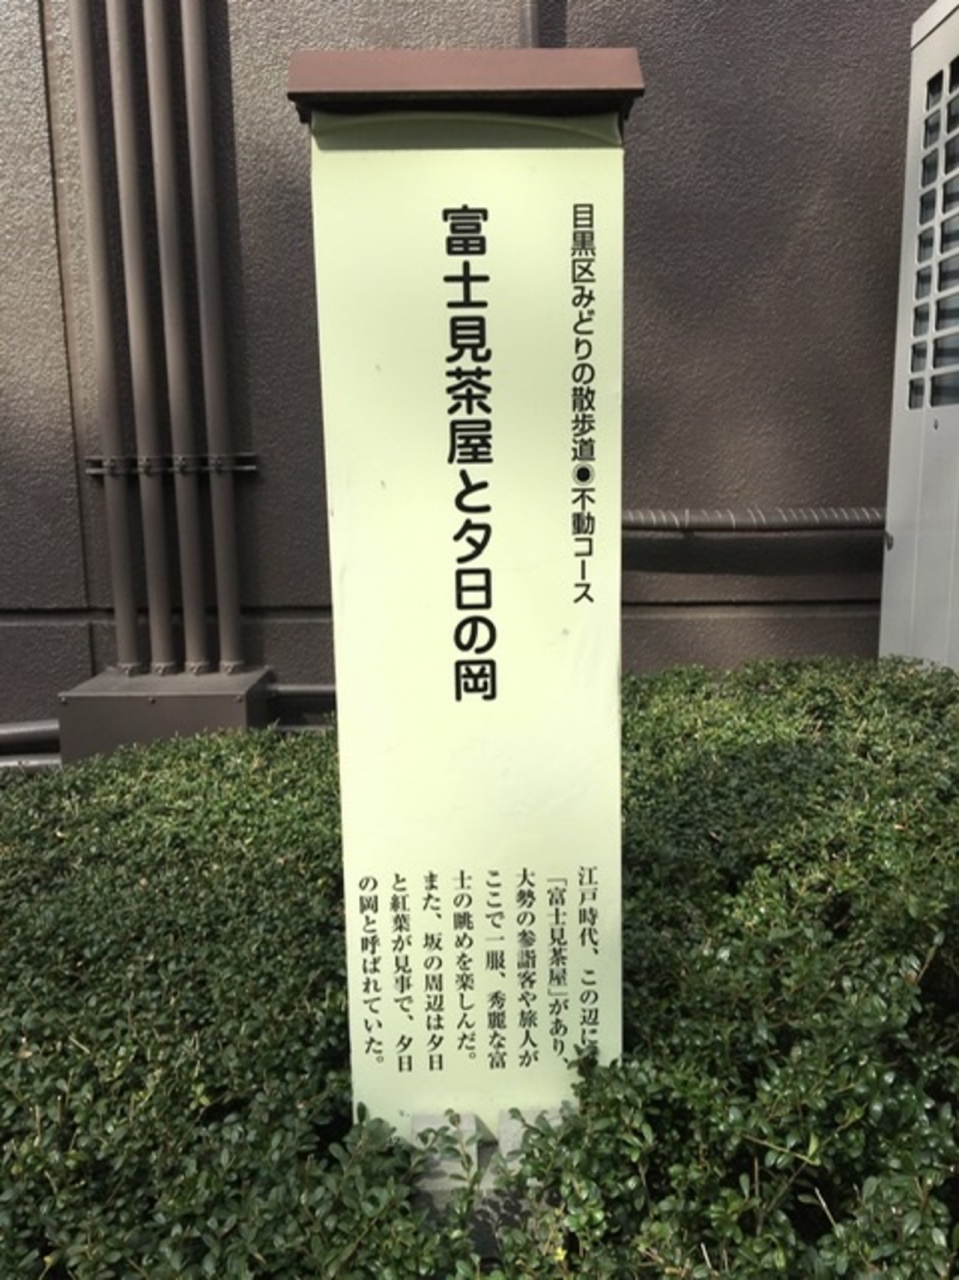 目黒区みどりの散歩道●不動コース
富士見茶屋と夕日の岡
江戸時代、この辺に
「富士見茶屋」があり、
大勢の参詣客や旅人が
ここで一服、秀麗な富
士の眺めを楽しんだ。
また、坂の周辺は夕日
と紅葉が見事で、夕日
の岡と呼ばれていた。